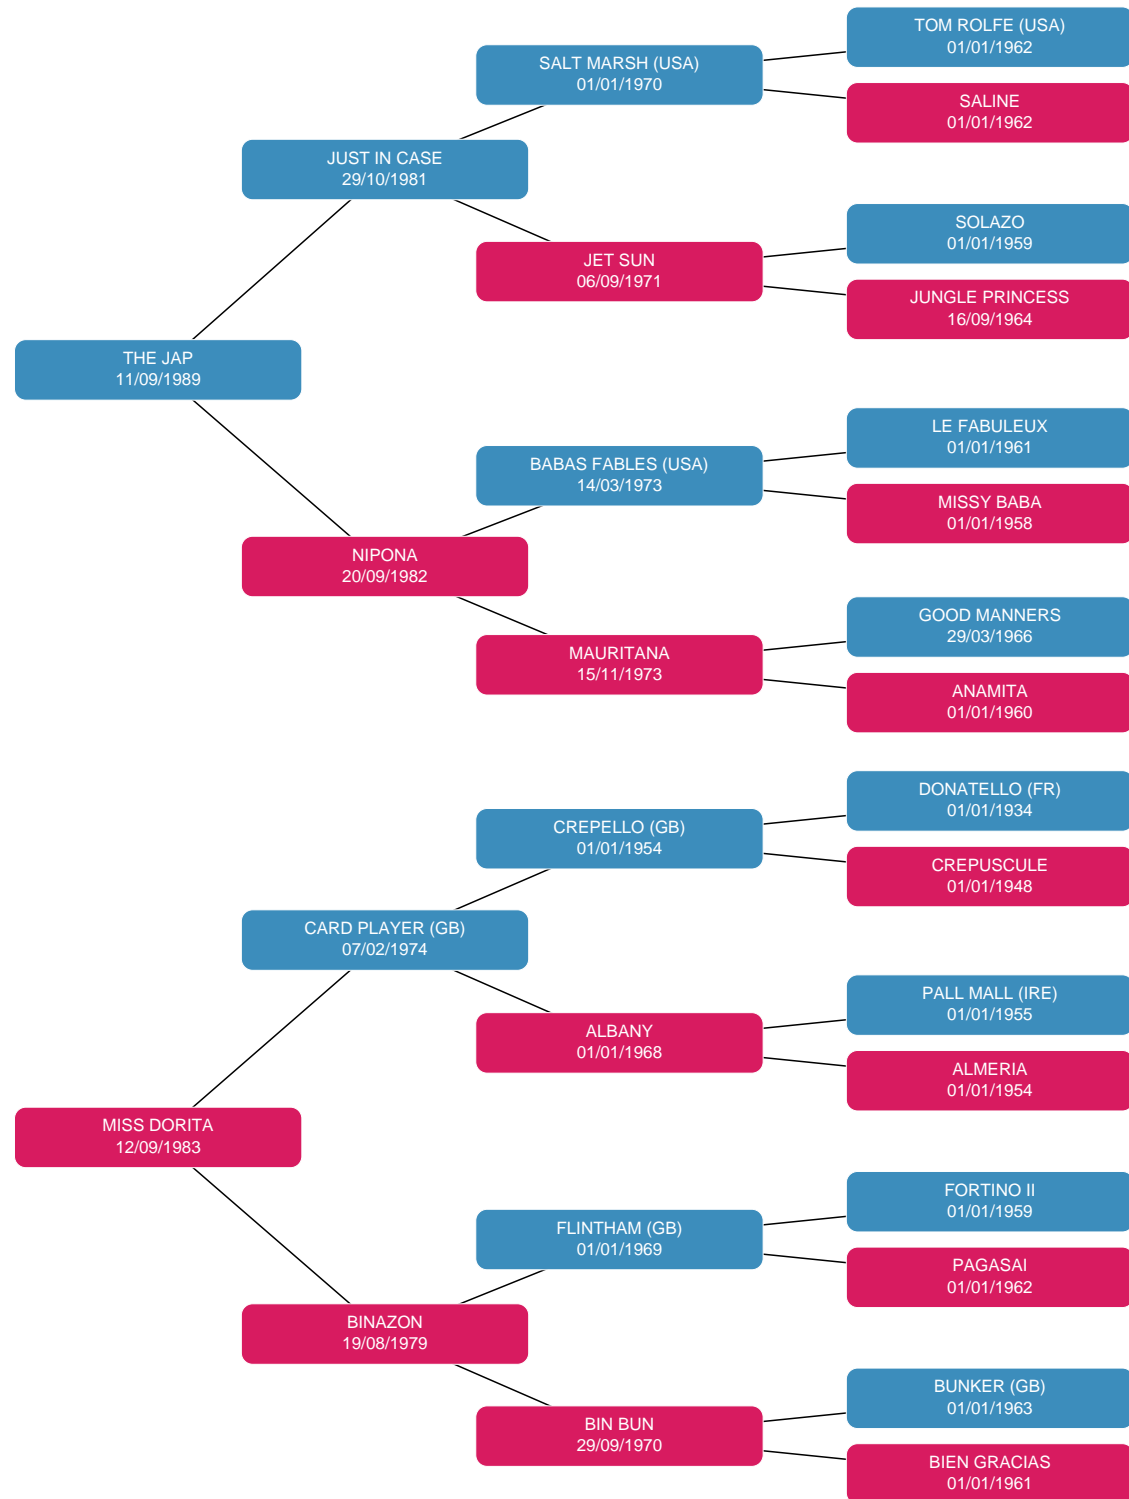 TOM ROLFE (USA)
01/01/1962
SALT MARSH (USA)
01/01/1970
SALINE
01/01/1962
JUST IN CASE
29/10/1981
SOLAZO
01/01/1959
JET SUN
06/09/1971
JUNGLE PRINCESS
16/09/1964
THE JAP
11/09/1989
LE FABULEUX
01/01/1961
BABAS FABLES (USA)
14/03/1973
MISSY BABA
01/01/1958
NIPONA
20/09/1982
GOOD MANNERS
29/03/1966
MAURITANA
15/11/1973
ANAMITA
01/01/1960
DONATELLO (FR)
01/01/1934
CREPELLO (GB)
01/01/1954
CREPUSCULE
01/01/1948
CARD PLAYER (GB)
07/02/1974
PALL MALL (IRE)
01/01/1955
ALBANY
01/01/1968
ALMERIA
01/01/1954
MISS DORITA
12/09/1983
FORTINO II
01/01/1959
FLINTHAM (GB)
01/01/1969
PAGASAI
01/01/1962
BINAZON
19/08/1979
BUNKER (GB)
01/01/1963
BIN BUN
29/09/1970
BIEN GRACIAS
01/01/1961